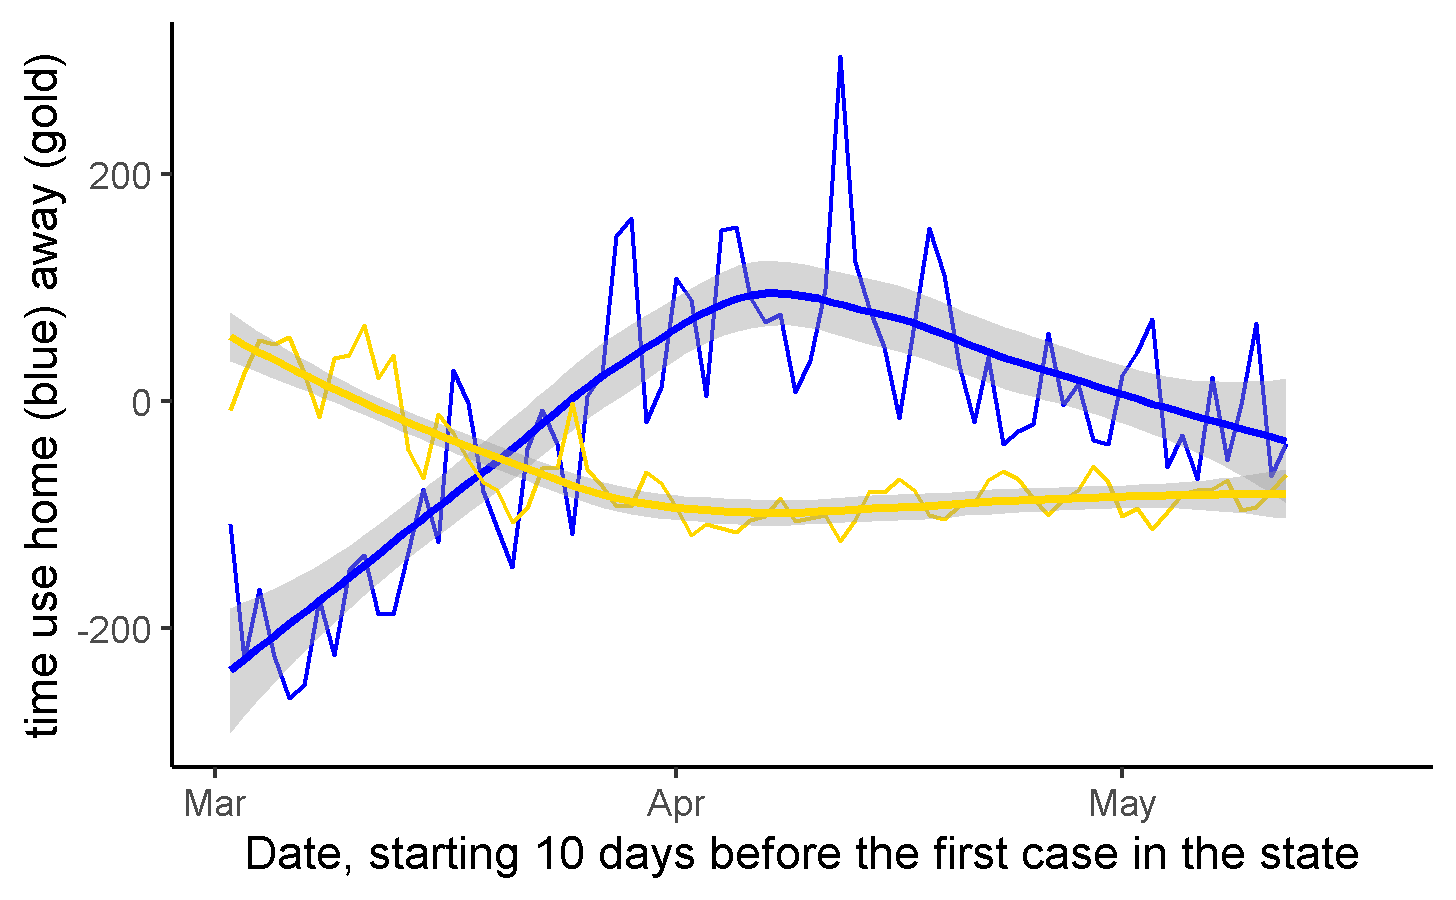 time use home (blue) away (gold)
200
0
-200
Mar
Apr
May
Date, starting 10 days before the first case in the state